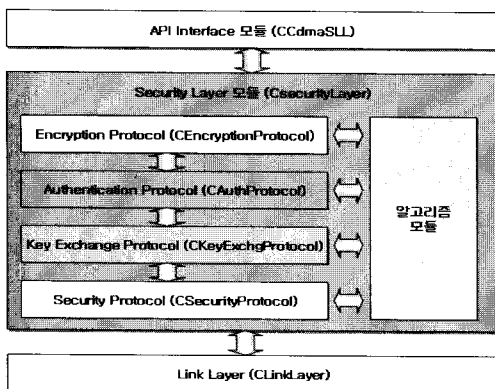 API Interface 모듈 (CCdmaSLL)
Security Layer 모듈 (CsecurityLayer)
Encryption Protocol (CEncryptionProtocol)
Authentication Protocol (CAuthProtocol)
Key Exchange Protocol (CKeyExchgProtocol)
Security Protocol (CSecurityProtocol)
알고리즘
모듈
Link Layer (CLinkLayer)